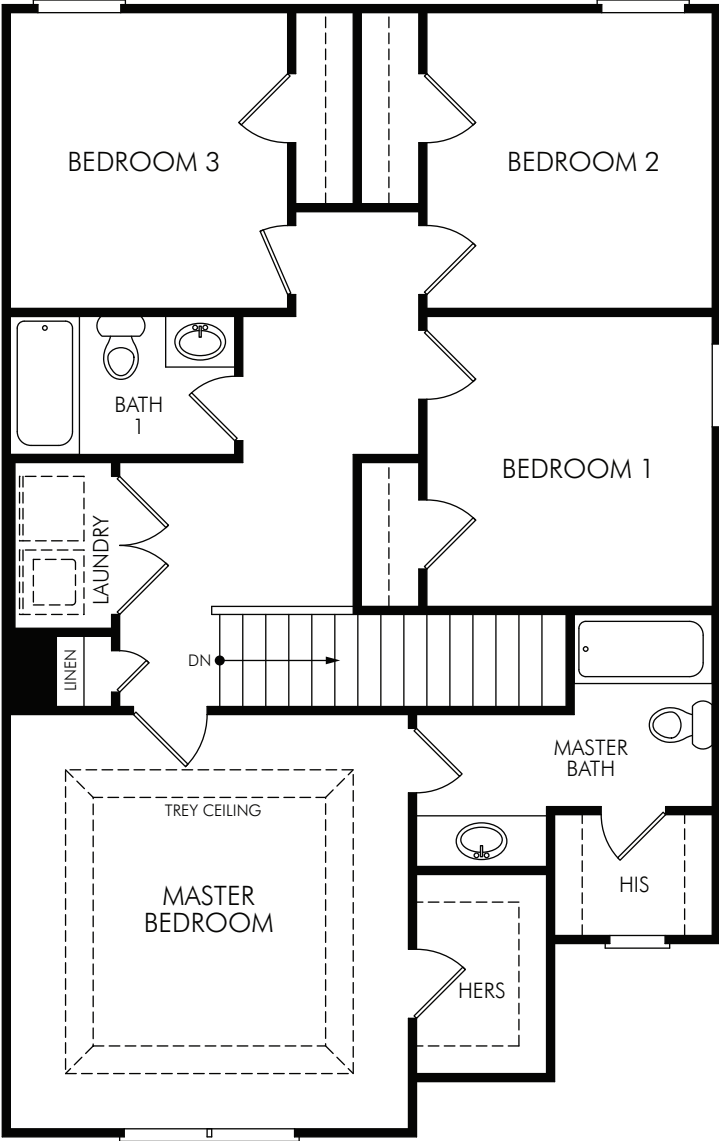 BEDROOM 3
BEDROOM 2
BATH
1
BEDROOM 1
LAUNDRY
LINEN
DN
MASTER
BATH
TREY CEILING
MASTER
BEDROOM
HIS
HERS